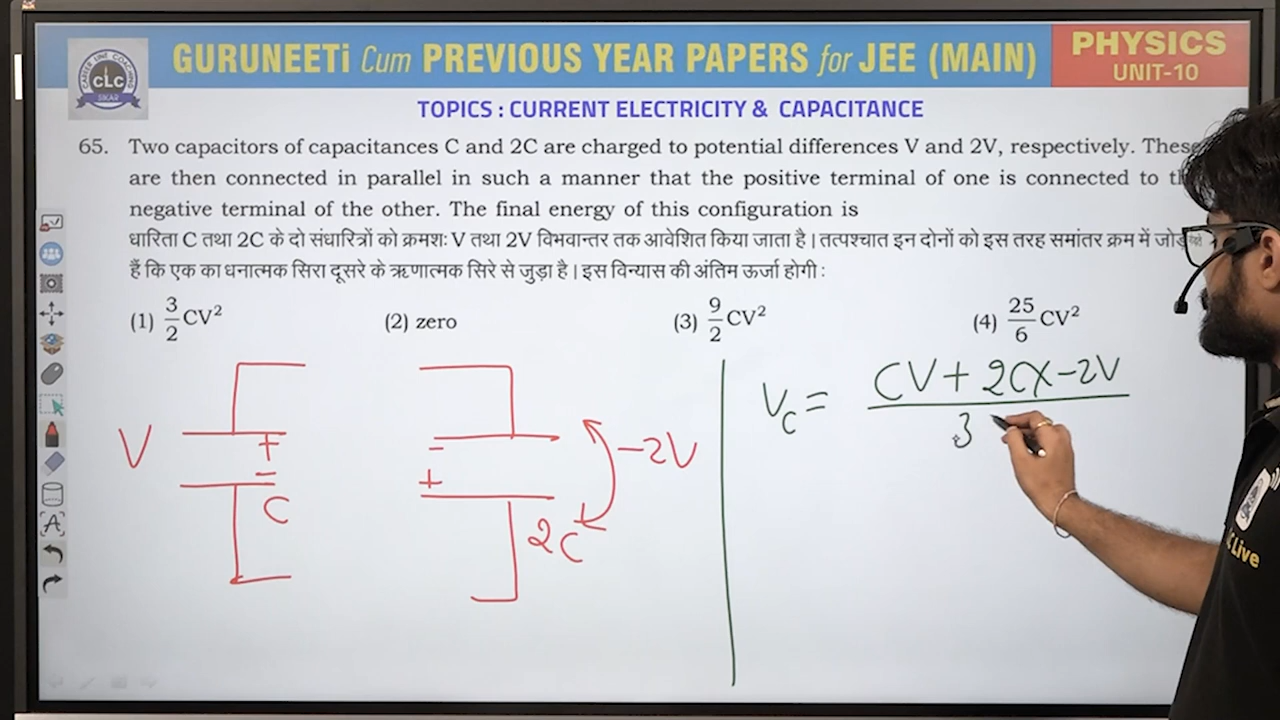 GURUNEETi Cum PREVIOUS YEAR PAPERS for JEE (MAIN)
PHYSICS
UNIT-10
CLC
SIKAR
TOPICS : CURRENT ELECTRICITY & CAPACITANCE
65. Two capacitors of capacitances C and 2C are charged to potential differences V and 2V, respectively. These
are then connected in parallel in such a manner that the positive terminal of one is connected to
negative terminal of the other. The final energy of this configuration is
धारिता C तथा 2C के दो संधारित्रों को क्रमशः V तथा 2V विभवान्तर तक आवेशित किया जाता है। तत्पश्चात इन दोनों को इस तरह समांतर क्रम में
हैं कि एक का धनात्मक सिरा दूसरे के ऋणात्मक सिरे से जुड़ा है। इस विन्यास की अंतिम ऊर्जा होगी :
(1) 3/2 CV² (2) zero (3) 9/2 CV² (4) 25/6 CV²
V + - C
- + 2C -2V
V_C = CV + 2C X -2V
3
A
Live